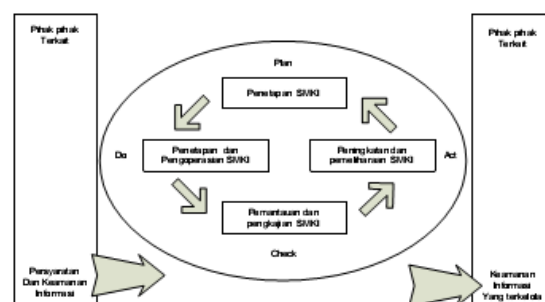 Pihak pihak
Terkait
Plan
Penetapan SMKI
Do
Penetapan dan
Pengoperasian SMKI
Peningkatan dan
pemeliharaan SMKI
Act
Pemantauan dan
pengkajian SMKI
Check
Persyaratan
Dan Keamanan
Informasi
Pihak pihak
Terkait
Keamanan
Informasi
Yang terkelola